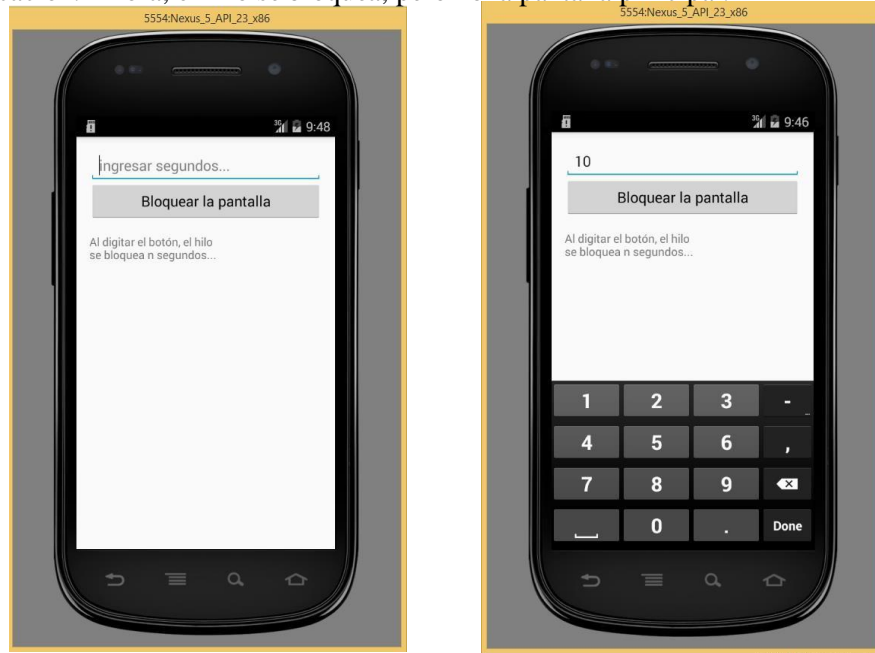 5554:Nexus_5_API_23_x86
9:48
ingresar segundos...
Bloquear la pantalla
Al digitar el botón, el hilo
se bloquea n segundos...
5554:Nexus_5_API_23_x86
3G
9:46
10
Bloquear la pantalla
Al digitar el botón, el hilo
se bloquea n segundos...
1 2 3 -
4 5 6 ,
7 8 9
0 . Done